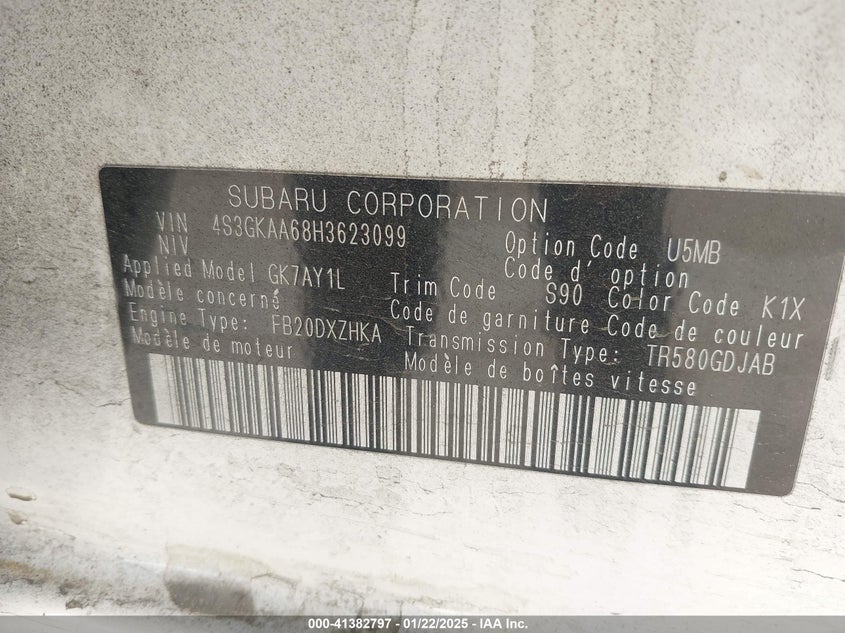 SUBARU CORPORATION
VIN 4S3GKAA68H3623099 Option Code U5MB
NIV Code d' option
Applied Model GK7AY1L Trim Code S90 Color Code K1X
Modèle concerné Code de garniture Code de couleur
Engine Type: FB20DXZHKA Transmission Type: TR580GDJAB
Modèle de moteur Modèle de boîtes vitesse
000-41382797 - 01/22/2025 - IAAI.COM